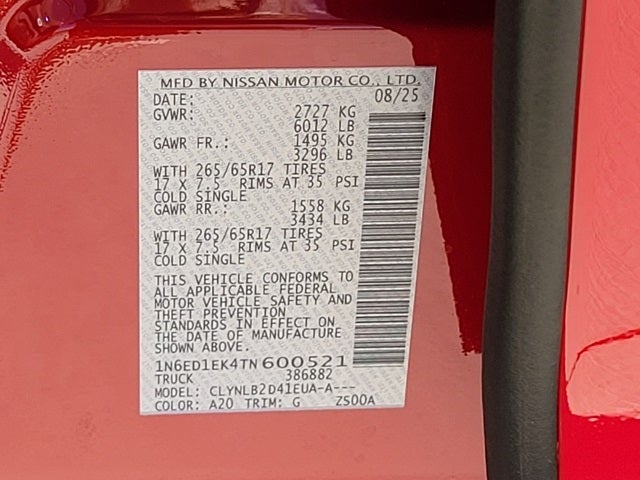 MFD BY NISSAN MOTOR CO., LTD.
DATE: 08/25
GVWR: 2727 KG
6012 LB
GAWR FR.: 1495 KG
3296 LB
WITH 265/65R17 TIRES
17 X 7.5 RIMS AT 35 PSI
COLD SINGLE
GAWR RR.: 1558 KG
3434 LB
WITH 265/65R17 TIRES
17 X 7.5 RIMS AT 35 PSI
COLD SINGLE
THIS VEHICLE CONFORMS TO
ALL APPLICABLE FEDERAL
MOTOR VEHICLE SAFETY AND
THEFT PREVENTION
STANDARDS IN EFFECT ON
THE DATE OF MANUFACTURE
SHOWN ABOVE.
1N6ED1EK4TN600521
TRUCK 386882
MODEL: CLYNLB2D41EUA-A---
COLOR: A20 TRIM: G ZS00A